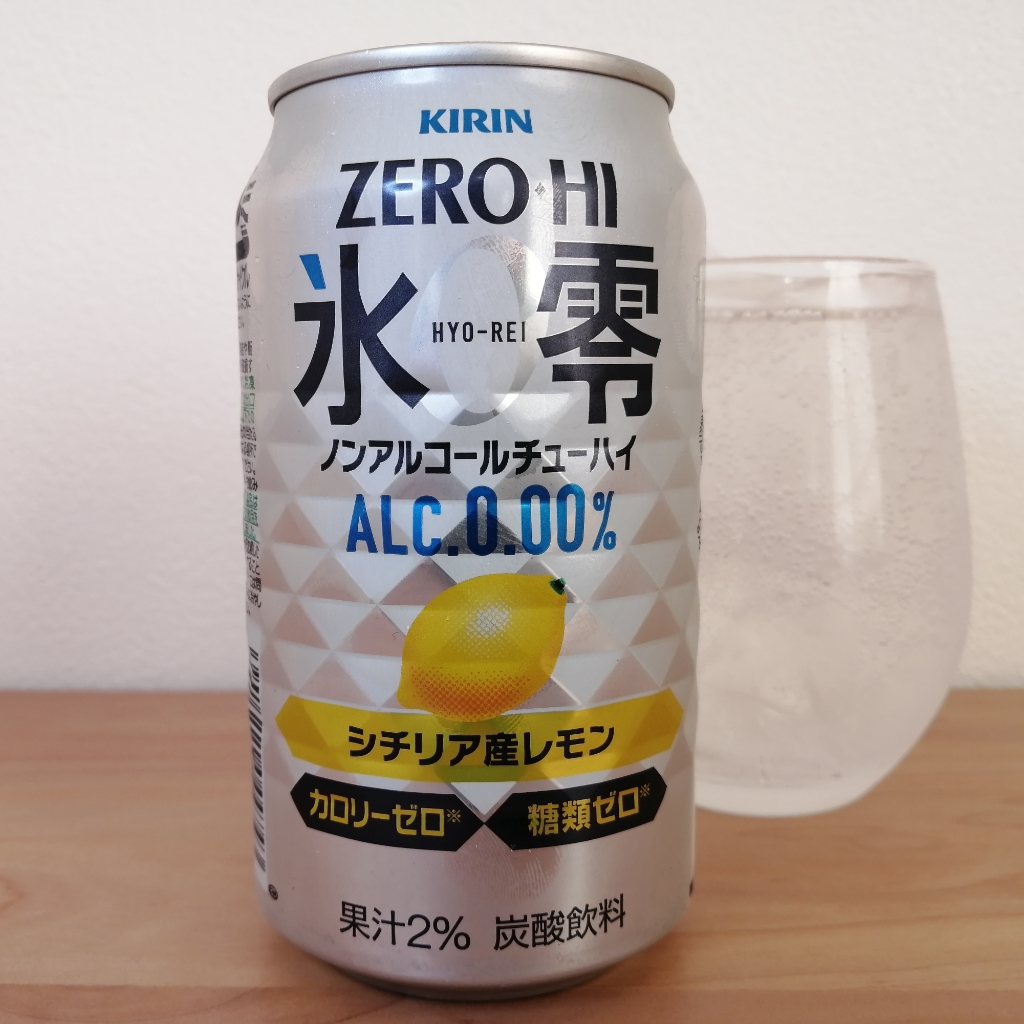 KIRIN
ZERO・HI
氷 HYO-REI 零
ノンアルコールチューハイ
ALC.0.00%
シチリア産レモン
カロリーゼロ※ 糖類ゼロ※
果汁2% 炭酸飲料